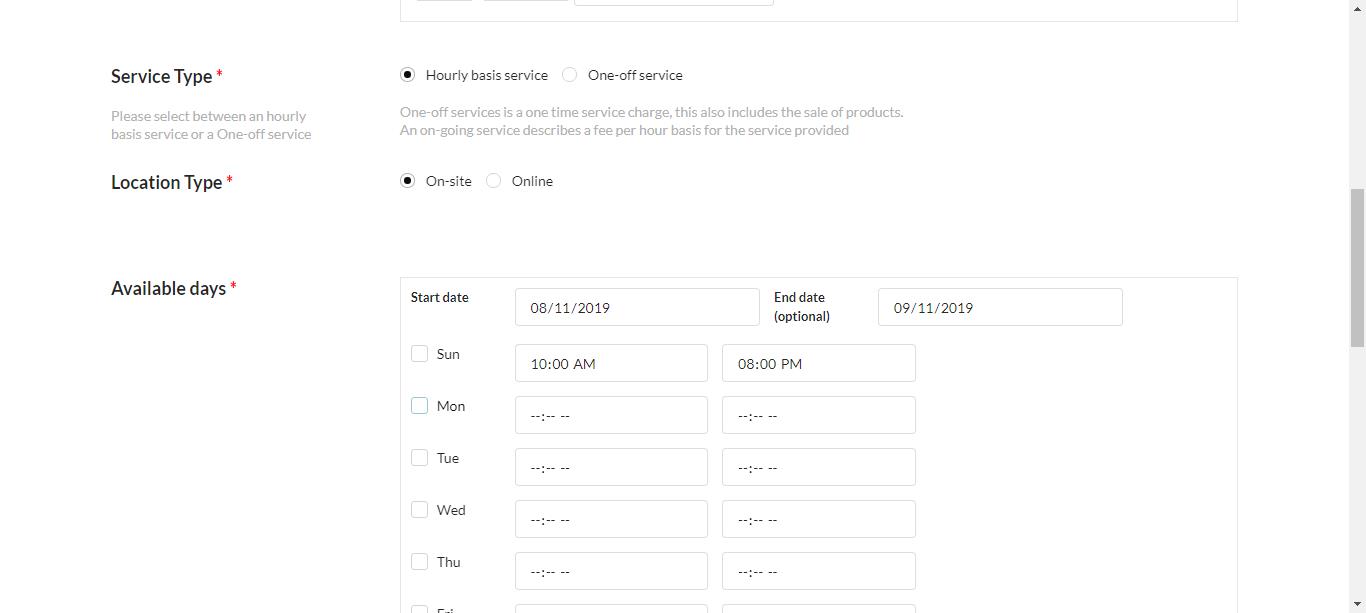 Service Type *
Hourly basis service
One-off service
Please select between an hourly
basis service or a One-off service
One-off services is a one time service charge, this also includes the sale of products.
An on-going service describes a fee per hour basis for the service provided
Location Type *
On-site
Online
Available days *
Start date
08/11/2019
End date
(optional)
09/11/2019
Sun
10:00 AM
08:00 PM
Mon
--:-- --
--:-- --
Tue
--:-- --
--:-- --
Wed
--:-- --
--:-- --
Thu
--:-- --
--:-- --